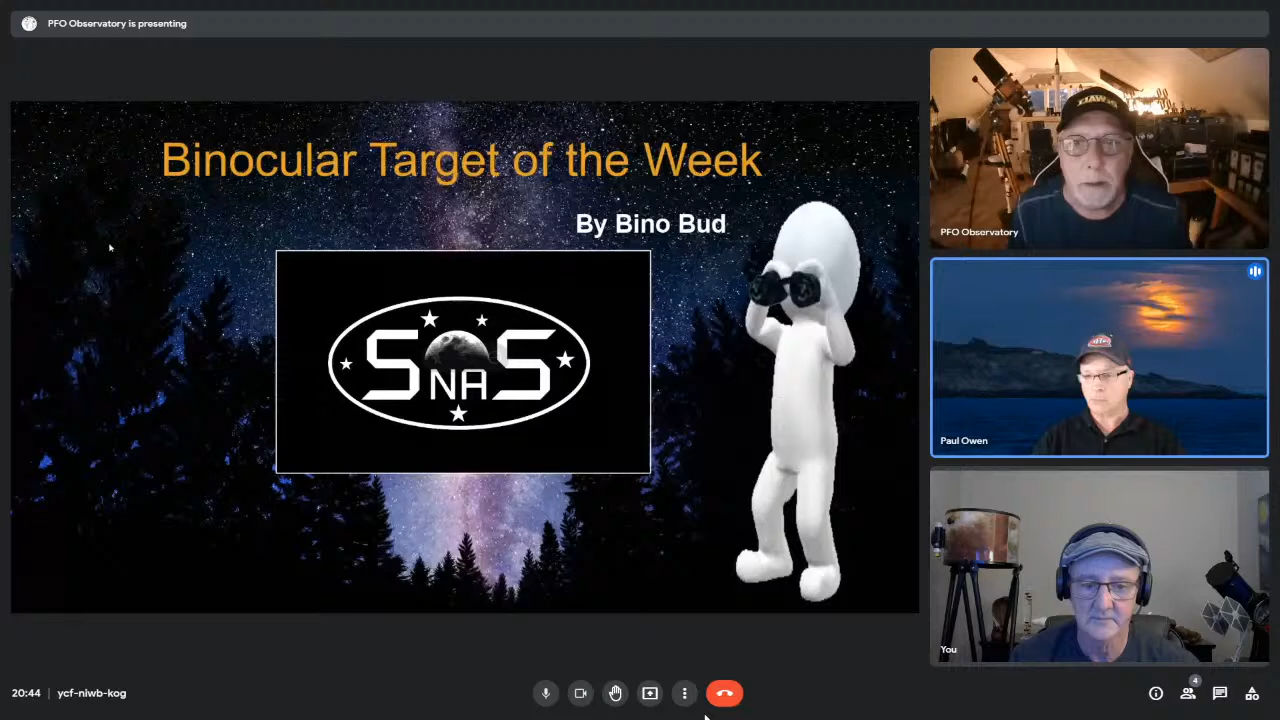 PFO Observatory is presenting
Binocular Target of the Week
By Bino Bud
SNAS
PFO Observatory
Paul Owen
You
20:44 | ycf-niwb-kog
4